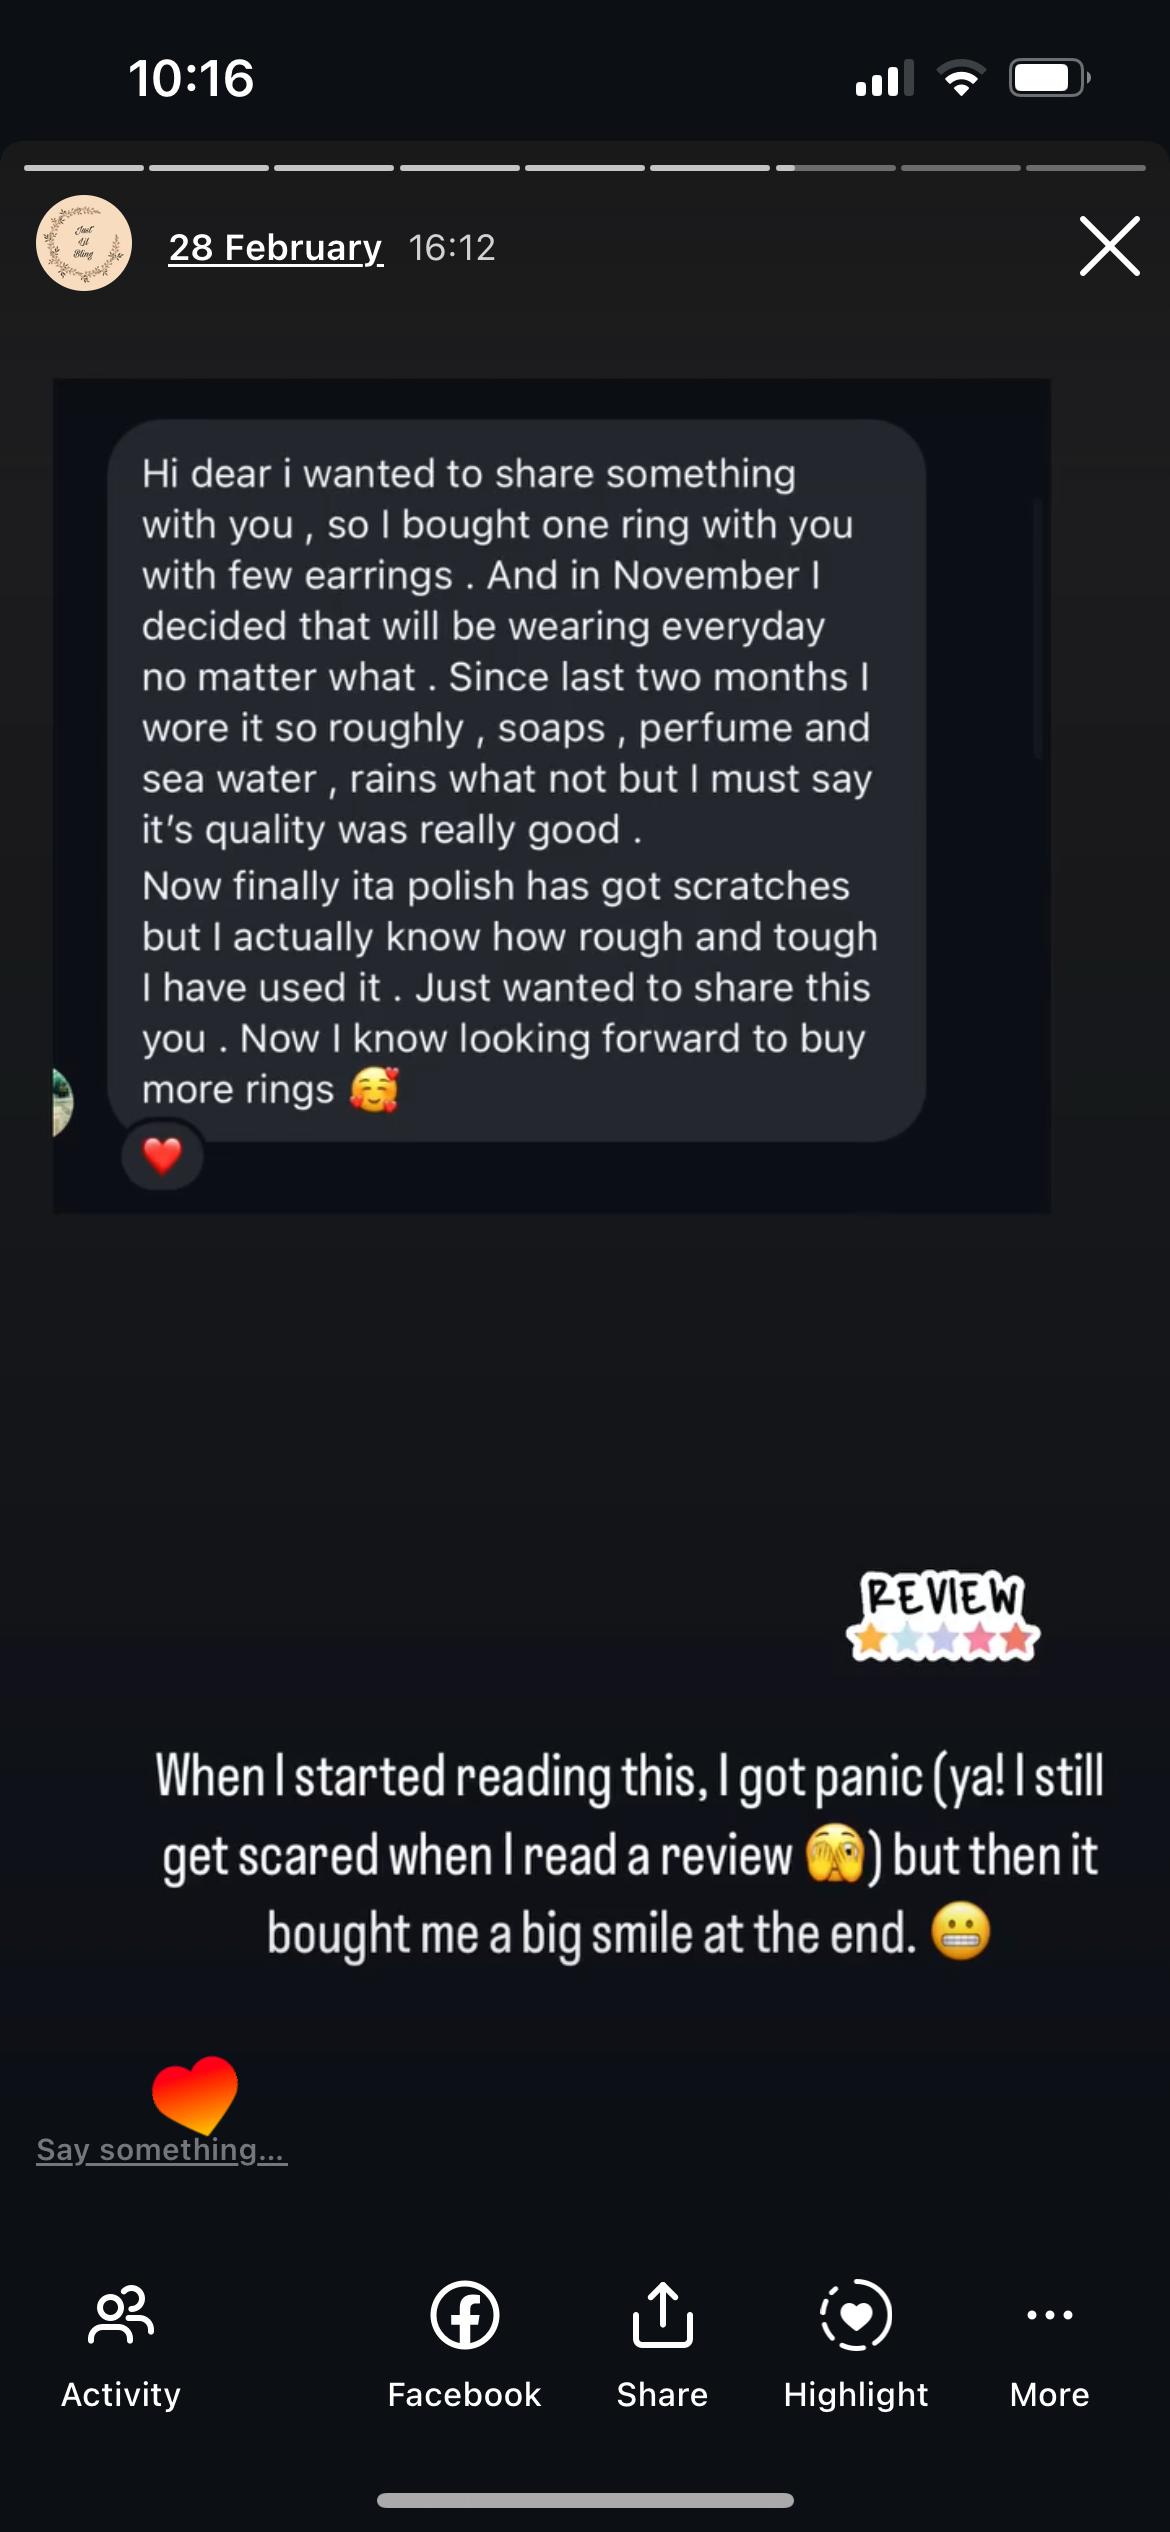 10:16
Just
Lil
Bling
28 February 16:12
Hi dear i wanted to share something
with you , so I bought one ring with you
with few earrings . And in November I
decided that will be wearing everyday
no matter what . Since last two months I
wore it so roughly , soaps , perfume and
sea water , rains what not but I must say
it's quality was really good .
Now finally ita polish has got scratches
but I actually know how rough and tough
I have used it . Just wanted to share this
you . Now I know looking forward to buy
more rings 🥰
❤️
REVIEW
When I started reading this, I got panic (ya! I still
get scared when I read a review 🫣) but then it
bought me a big smile at the end. 😬
Say something...
Activity
Facebook
Share
Highlight
More